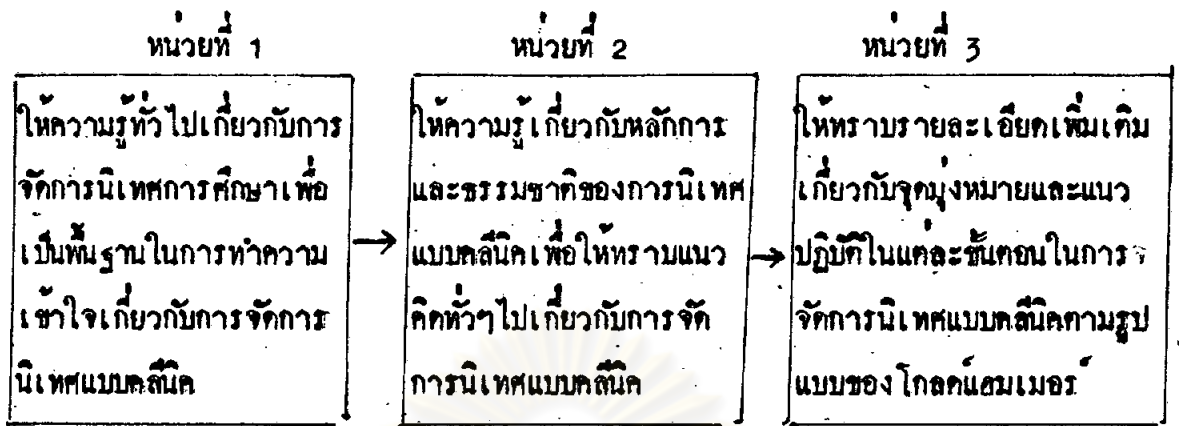 หน่วยที่ 1
ให้ความรู้ทั่วไปเกี่ยวกับการ
จัดการนิเทศการศึกษาเพื่อ
เป็นพื้นฐานในการทำความ
เข้าใจเกี่ยวกับการจัดการ
นิเทศแบบคลีนิค
→
หน่วยที่ 2
ให้ความรู้เกี่ยวกับหลักการ
และธรรมชาติของการนิเทศ
แบบคลีนิคเพื่อให้ทราบแนว
คิดทั่วๆไปเกี่ยวกับการจัด
การนิเทศแบบคลีนิค
→
หน่วยที่ 3
ให้ทราบรายละเอียดเพิ่มเติม
เกี่ยวกับจุดมุ่งหมายและแนว
ปฏิบัติในแต่ละขั้นตอนในการ
จัดการนิเทศแบบคลีนิคตามรูป
แบบของโกลด์แฮมเมอร์